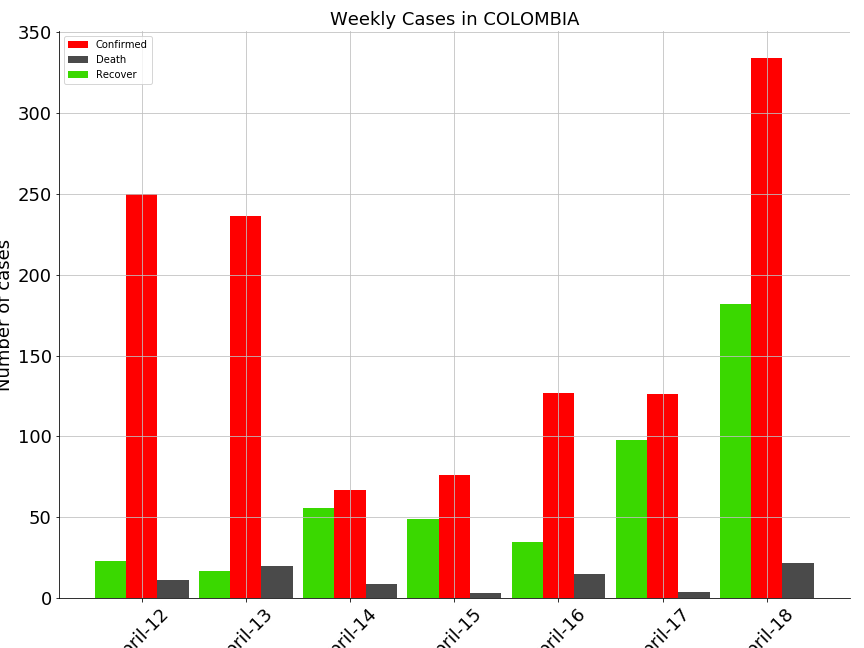 Weekly Cases in COLOMBIA
Confirmed
Death
Recover
350
300
250
200
150
100
50
0
Number of cases
pril-12
pril-13
pril-14
pril-15
pril-16
pril-17
pril-18